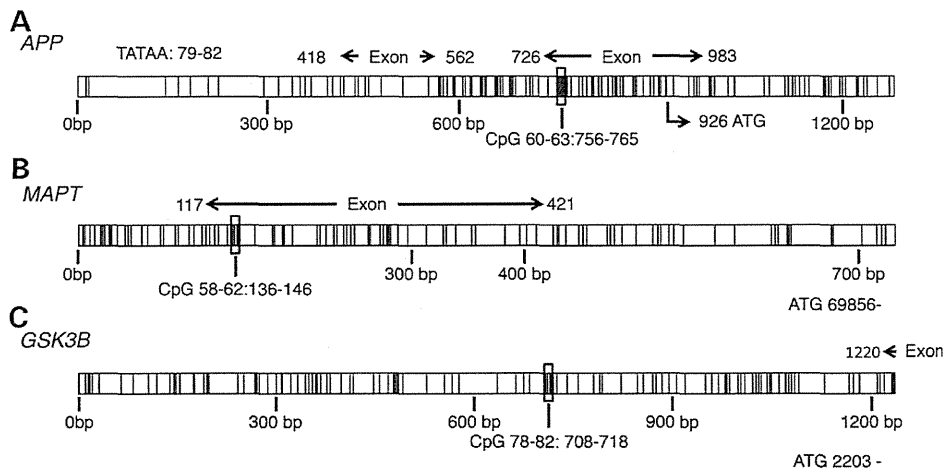 A
APP
TATAA: 79-82
418 Exon 562
726 Exon 983
0bp 300 bp 600 bp 1200 bp
CpG 60-63:756-765
926 ATG
B
MAPT
117 Exon 421
0bp 300 bp 400 bp 700 bp
CpG 58-62:136-146
ATG 69856-
C
GSK3B
1220 Exon
0bp 300 bp 600 bp 900 bp 1200 bp
CpG 78-82: 708-718
ATG 2203 -